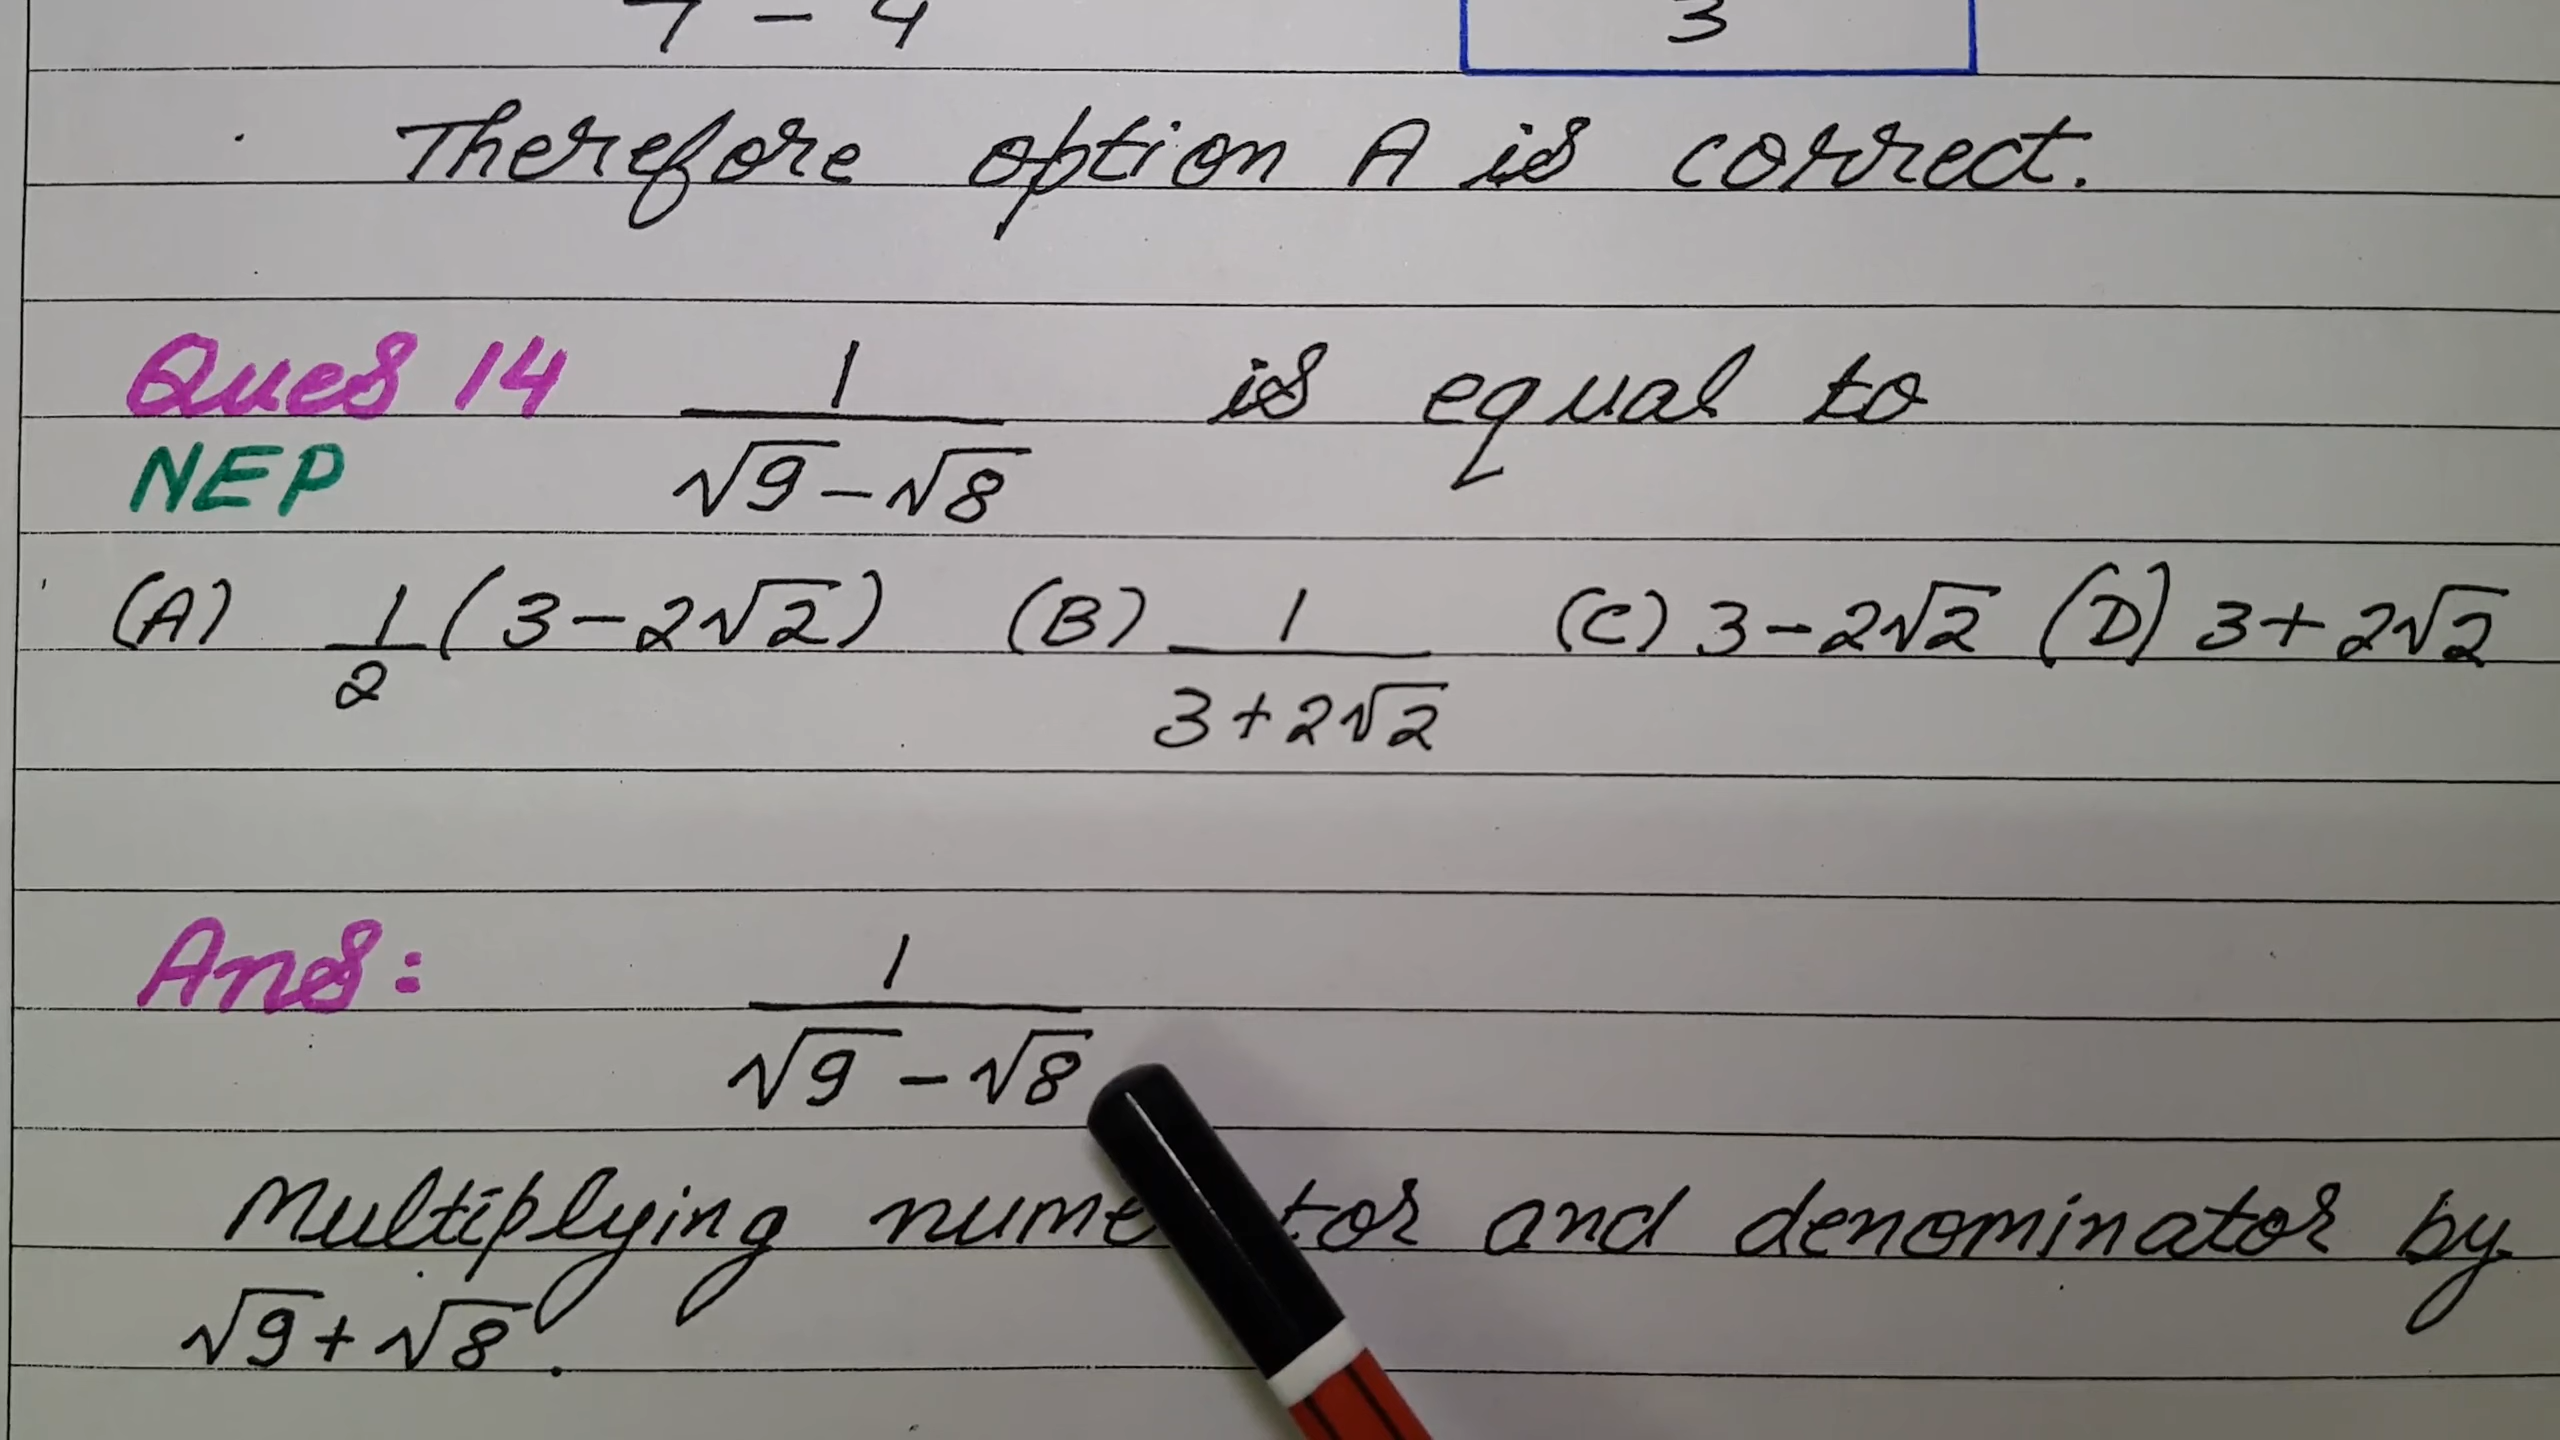 7 - 4 3
Therefore option A is correct.
Ques 14 1/(√9 - √8) is equal to
NEP
(A) 1/2 (3 - 2√2) (B) 1/(3 + 2√2) (C) 3 - 2√2 (D) 3 + 2√2
Ans: 1/(√9 - √8)
Multiplying and denominator by
√9 + √8.